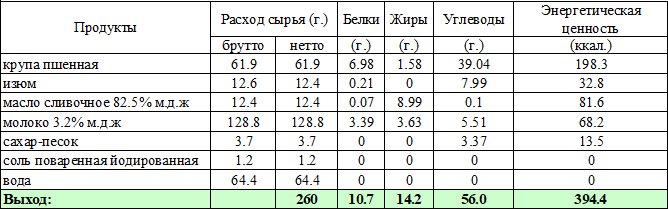 Продукты Расход сырья (г.) Белки Жиры Углеводы Энергетическая ценность
брутто нетто (г.) (г.) (г.) (ккал.)
крупа пшенная 61.9 61.9 6.98 1.58 39.04 198.3
изюм 12.6 12.4 0.21 0 7.99 32.8
масло сливочное 82.5% м.д.ж 12.4 12.4 0.07 8.99 0.1 81.6
молоко 3.2% м.д.ж 128.8 128.8 3.39 3.63 5.51 68.2
сахар-песок 3.7 3.7 0 0 3.37 13.5
соль поваренная йодированная 1.2 1.2 0 0 0 0
вода 64.4 64.4 0 0 0 0
Выход: 260 10.7 14.2 56.0 394.4